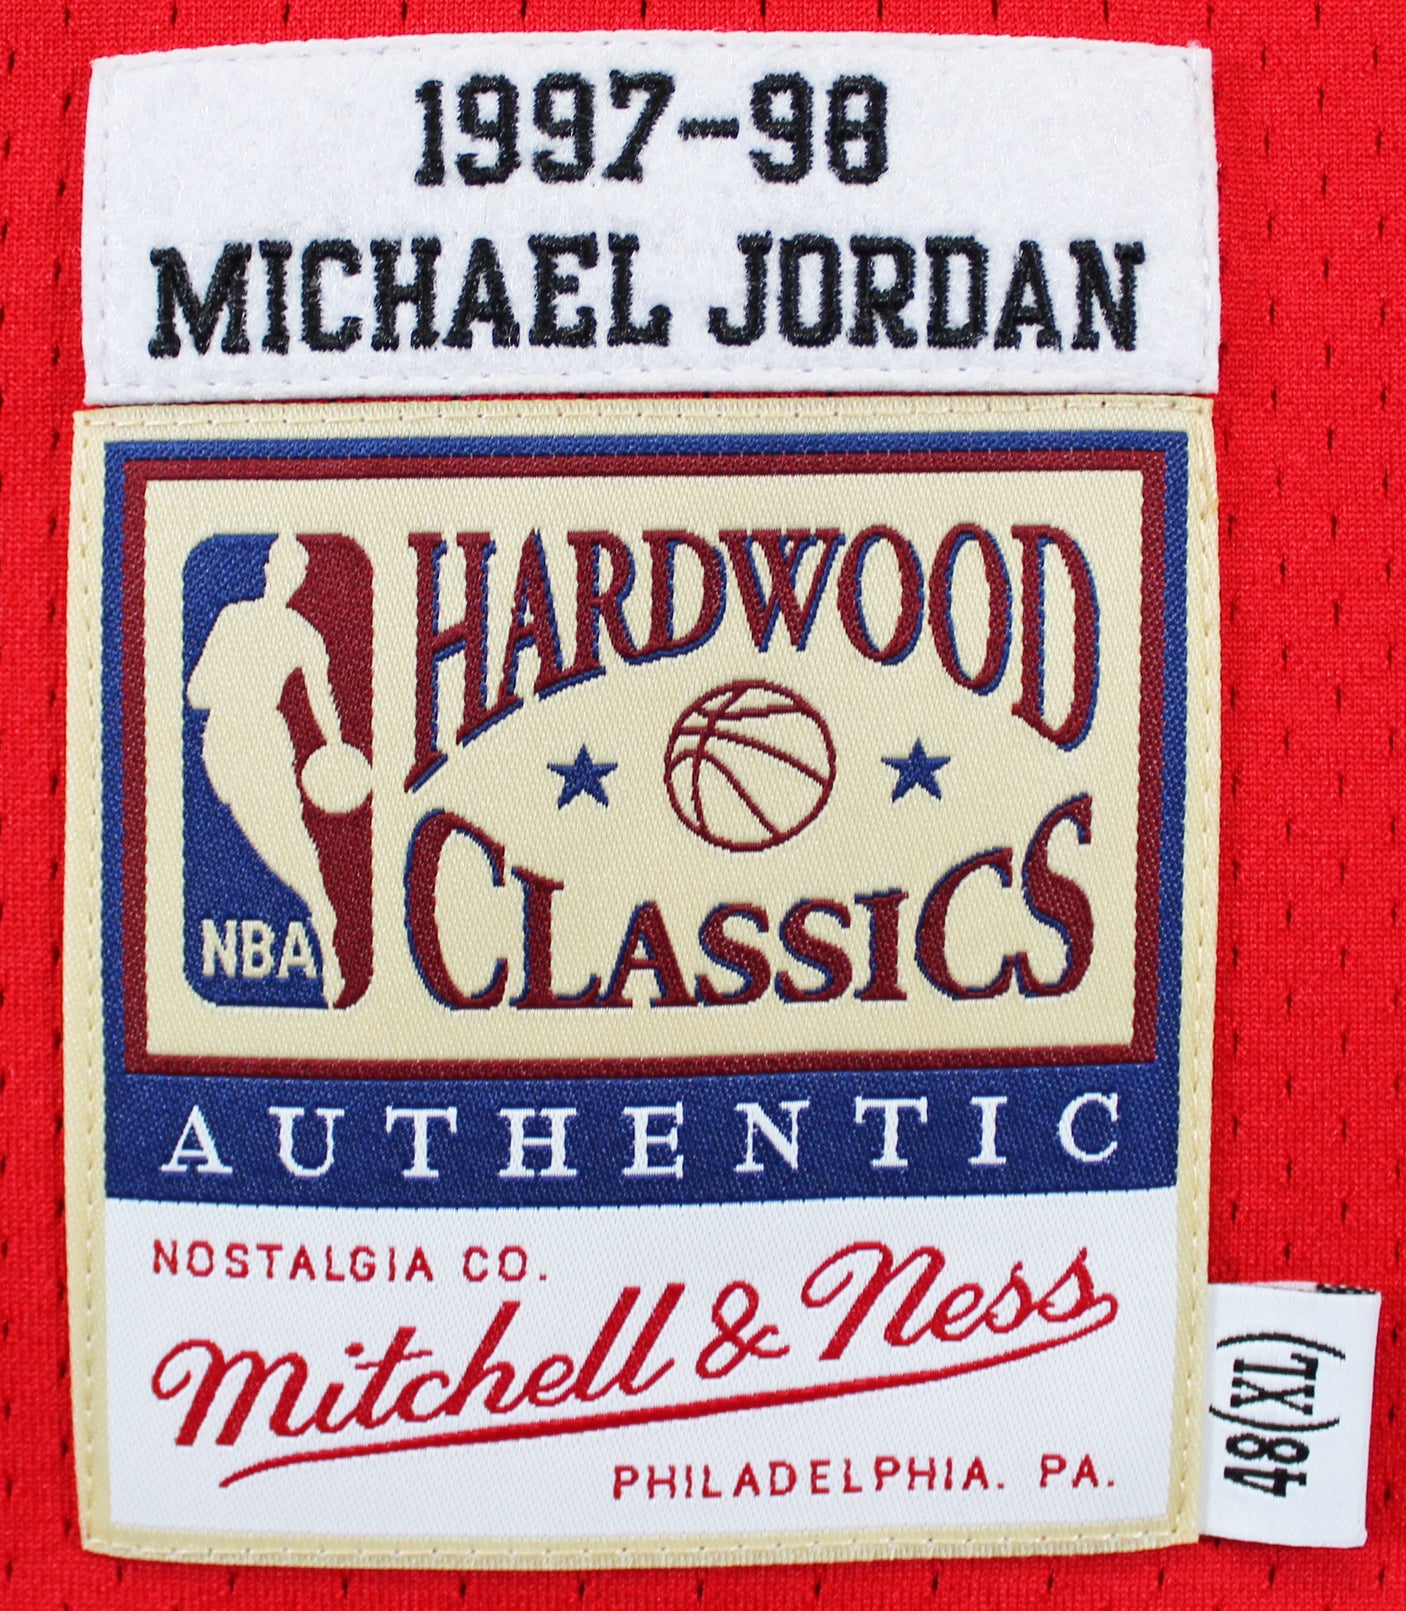 1997-98
MICHAEL JORDAN
HARDWOOD
CLASSICS
NBA
AUTHENTIC
NOSTALGIA CO.
Mitchell & Ness
PHILADELPHIA. PA.
48(XL)